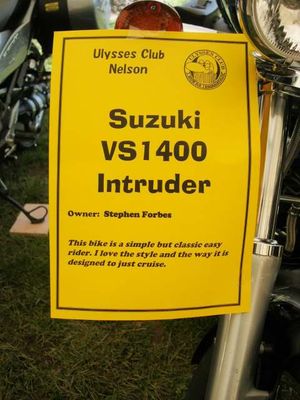 Ulysses Club
Nelson
Suzuki
VS1400
Intruder
Owner: Stephen Forbes
This bike is a simple but classic easy
rider. I love the style and the way it is
designed to just cruise.